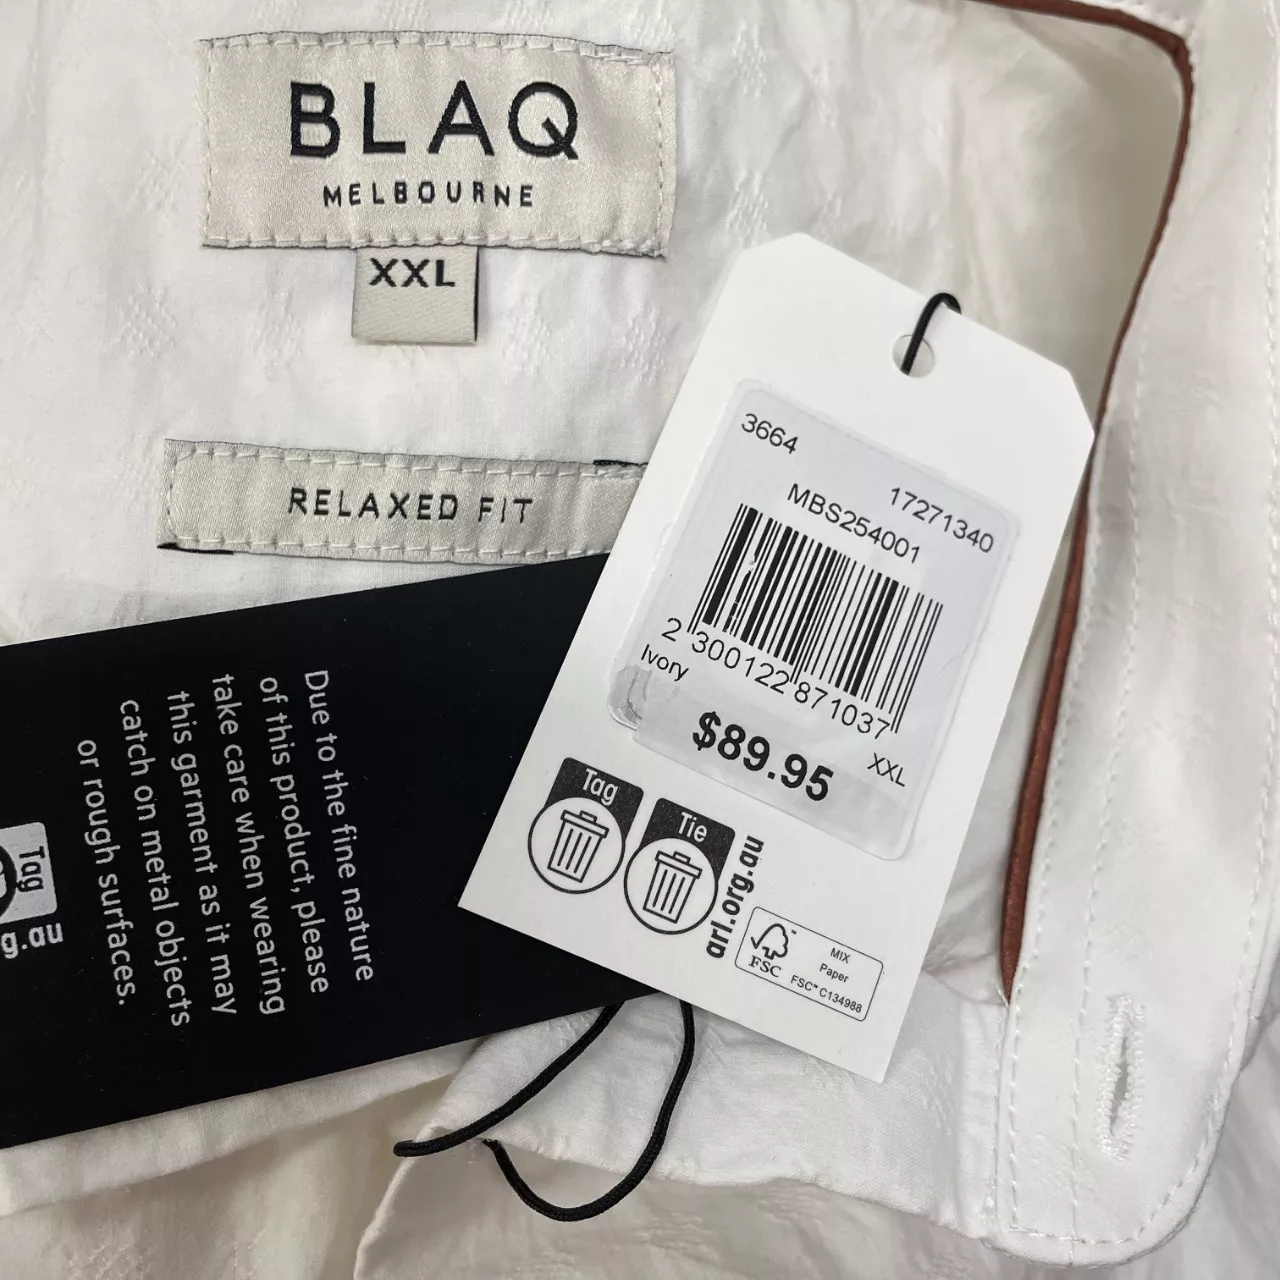 BLAQ
MELBOURNE
XXL
RELAXED FIT
3664
17271340
MBS254001
2 300122 871037
Ivory
$89.95
XXL
Tag
Tie
arl.org.au
FSC™
MIX
Paper
FSC™ C134988
Due to the fine nature
of this product, please
take care when wearing
this garment as it may
catch on metal objects
or rough surfaces.
Tag
g.au